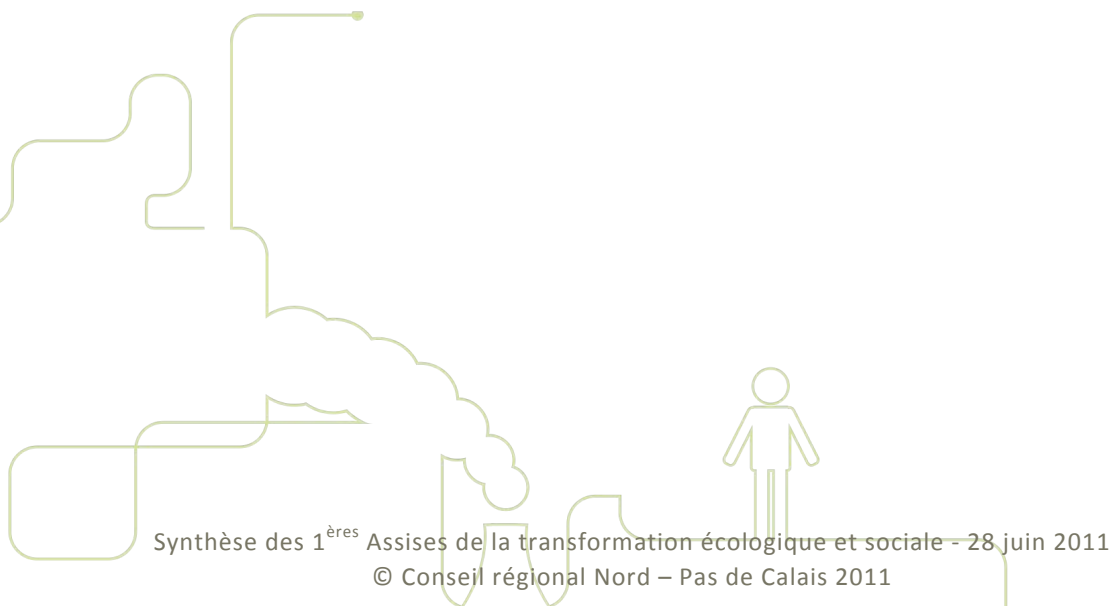 Synthèse des 1ères Assises de la transformation écologique et sociale - 28 juin 2011
© Conseil régional Nord – Pas de Calais 2011